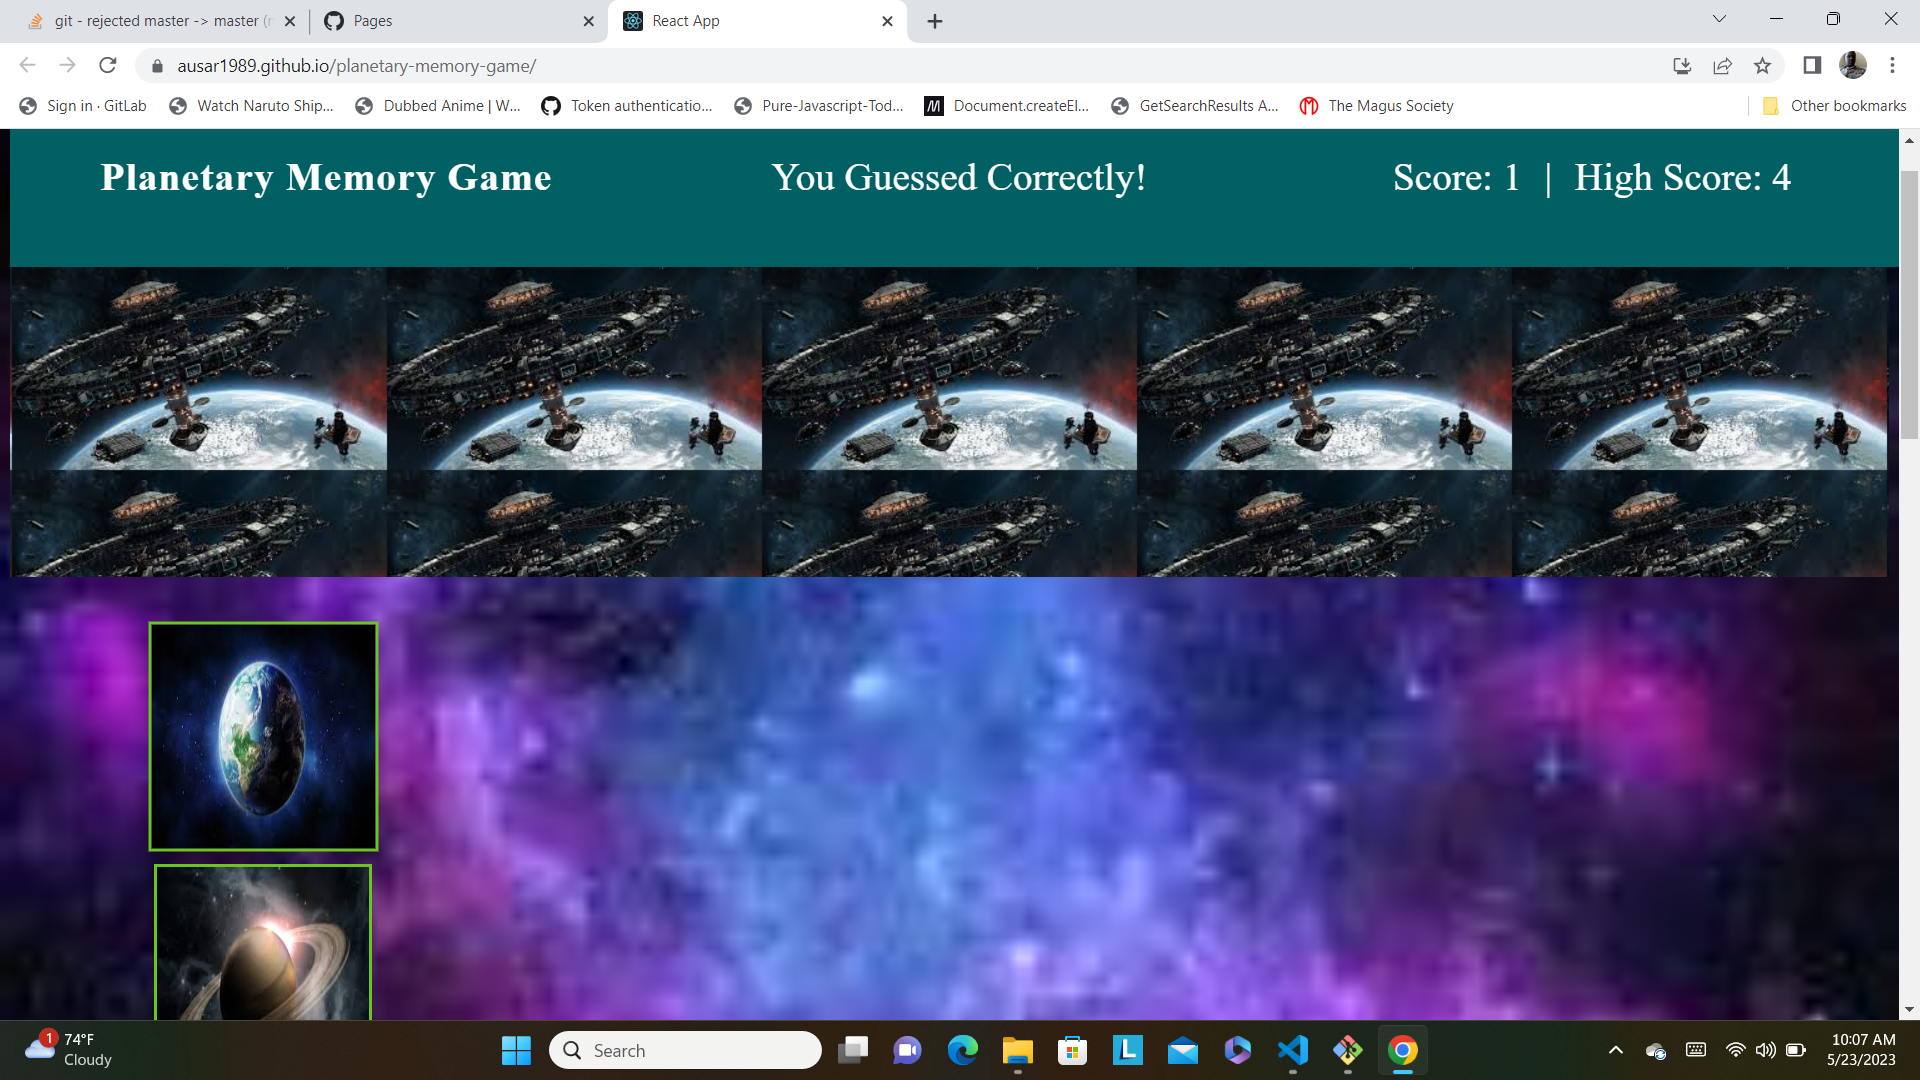 git - rejected master -> master (n
Pages
React App
ausar1989.github.io/planetary-memory-game/
Sign in · GitLab
Watch Naruto Ship...
Dubbed Anime | W...
Token authenticatio...
Pure-Javascript-Tod...
Document.createEl...
GetSearchResults A...
The Magus Society
Other bookmarks
Planetary Memory Game
You Guessed Correctly!
Score: 1 | High Score: 4
1
74°F
Cloudy
Search
L
10:07 AM
5/23/2023